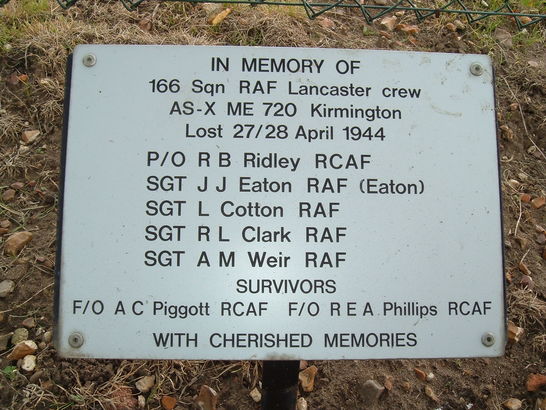 IN MEMORY OF
166 Sqn RAF Lancaster crew
AS-X ME 720 Kirmington
Lost 27/28 April 1944
P/O R B Ridley RCAF
SGT J J Eaton RAF (Eaton)
SGT L Cotton RAF
SGT R L Clark RAF
SGT A M Weir RAF
SURVIVORS
F/O A C Piggott RCAF F/O R E A Phillips RCAF
WITH CHERISHED MEMORIES